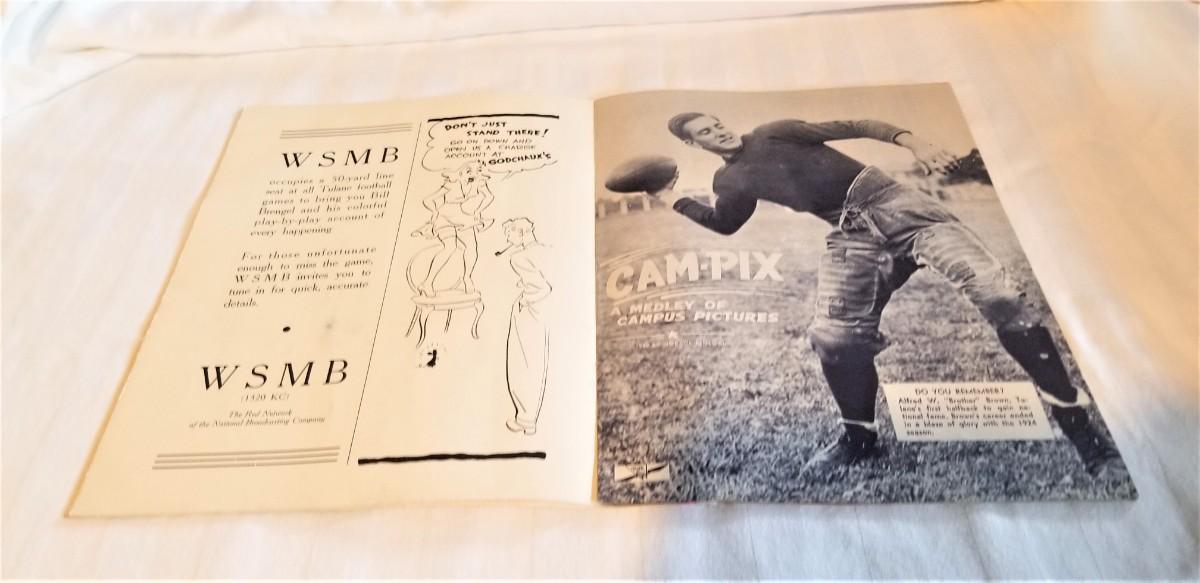 WSMB
occupies a 50-yard line
seat at all Tulane football
games to bring you Bill
Brengel and his colorful
play-by-play account of
every happening
For those unfortunate
enough to miss the game,
WSMB invites you to
tune in for quick, accurate
details.
WSMB
(1320 KC)
The Red Network
of the National Broadcasting Company
DON'T JUST
STAND THERE!
GO ON DOWN AND
OPEN US A CHARGE
ACCOUNT AT
GODCHAUX'S
CAM-PIX
A MEDLEY OF
CAMPUS PICTURES
DO YOU REMEMBER?
Alfred W. "Brother" Brown, Tu-
lane's first halfback to gain na-
tional fame. Brown's career ended
in a blaze of glory with the 1924
season.